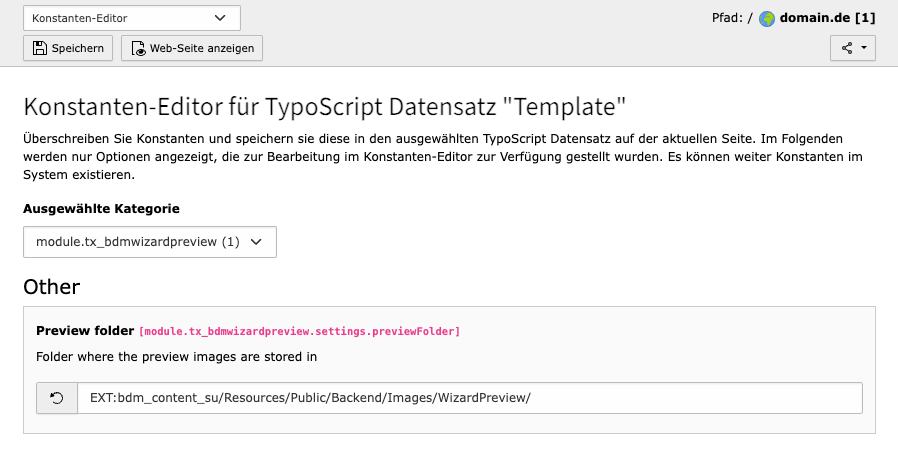 Konstanten-Editor
Pfad: / domain.de [1]
Speichern
Web-Seite anzeigen
Konstanten-Editor für TypoScript Datensatz "Template"
Überschreiben Sie Konstanten und speichern sie diese in den ausgewählten TypoScript Datensatz auf der aktuellen Seite. Im Folgenden
werden nur Optionen angezeigt, die zur Bearbeitung im Konstanten-Editor zur Verfügung gestellt wurden. Es können weiter Konstanten im
System existieren.
Ausgewählte Kategorie
module.tx_bdmwizardpreview (1)
Other
Preview folder [module.tx_bdmwizardpreview.settings.previewFolder]
Folder where the preview images are stored in
EXT:bdm_content_su/Resources/Public/Backend/Images/WizardPreview/